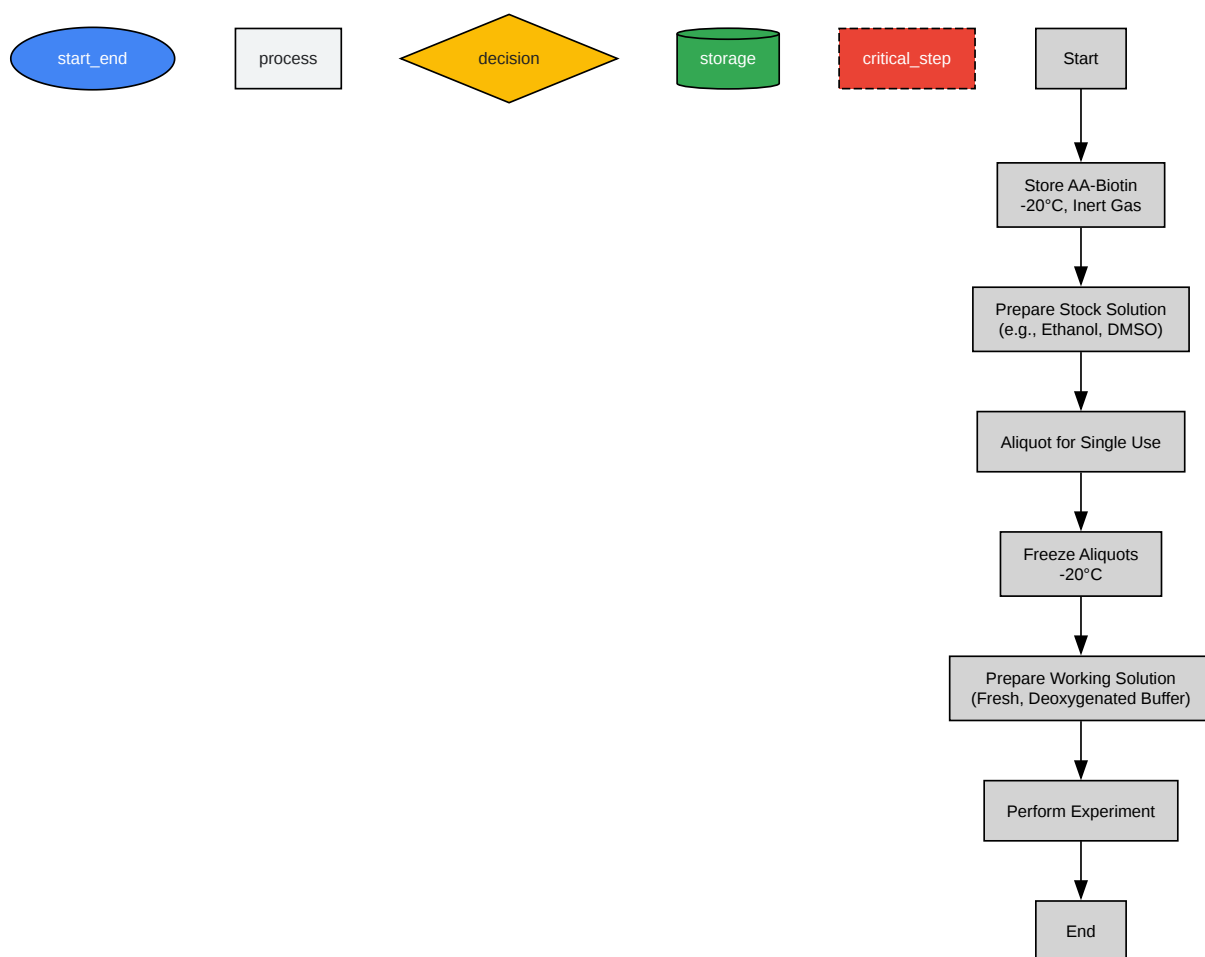 start_end
process
decision
storage
critical_step
Start
Store AA-Biotin
-20°C, Inert Gas
Prepare Stock Solution
(e.g., Ethanol, DMSO)
Aliquot for Single Use
Freeze Aliquots
-20°C
Prepare Working Solution
(Fresh, Deoxygenated Buffer)
Perform Experiment
End